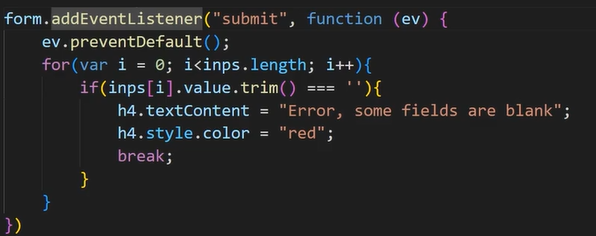 form.addEventListener("submit", function (ev) {
    ev.preventDefault();
    for(var i = 0; i<inps.length; i++){
        if(inps[i].value.trim() === ''){
            h4.textContent = "Error, some fields are blank";
            h4.style.color = "red";
            break;
        }
    }
})